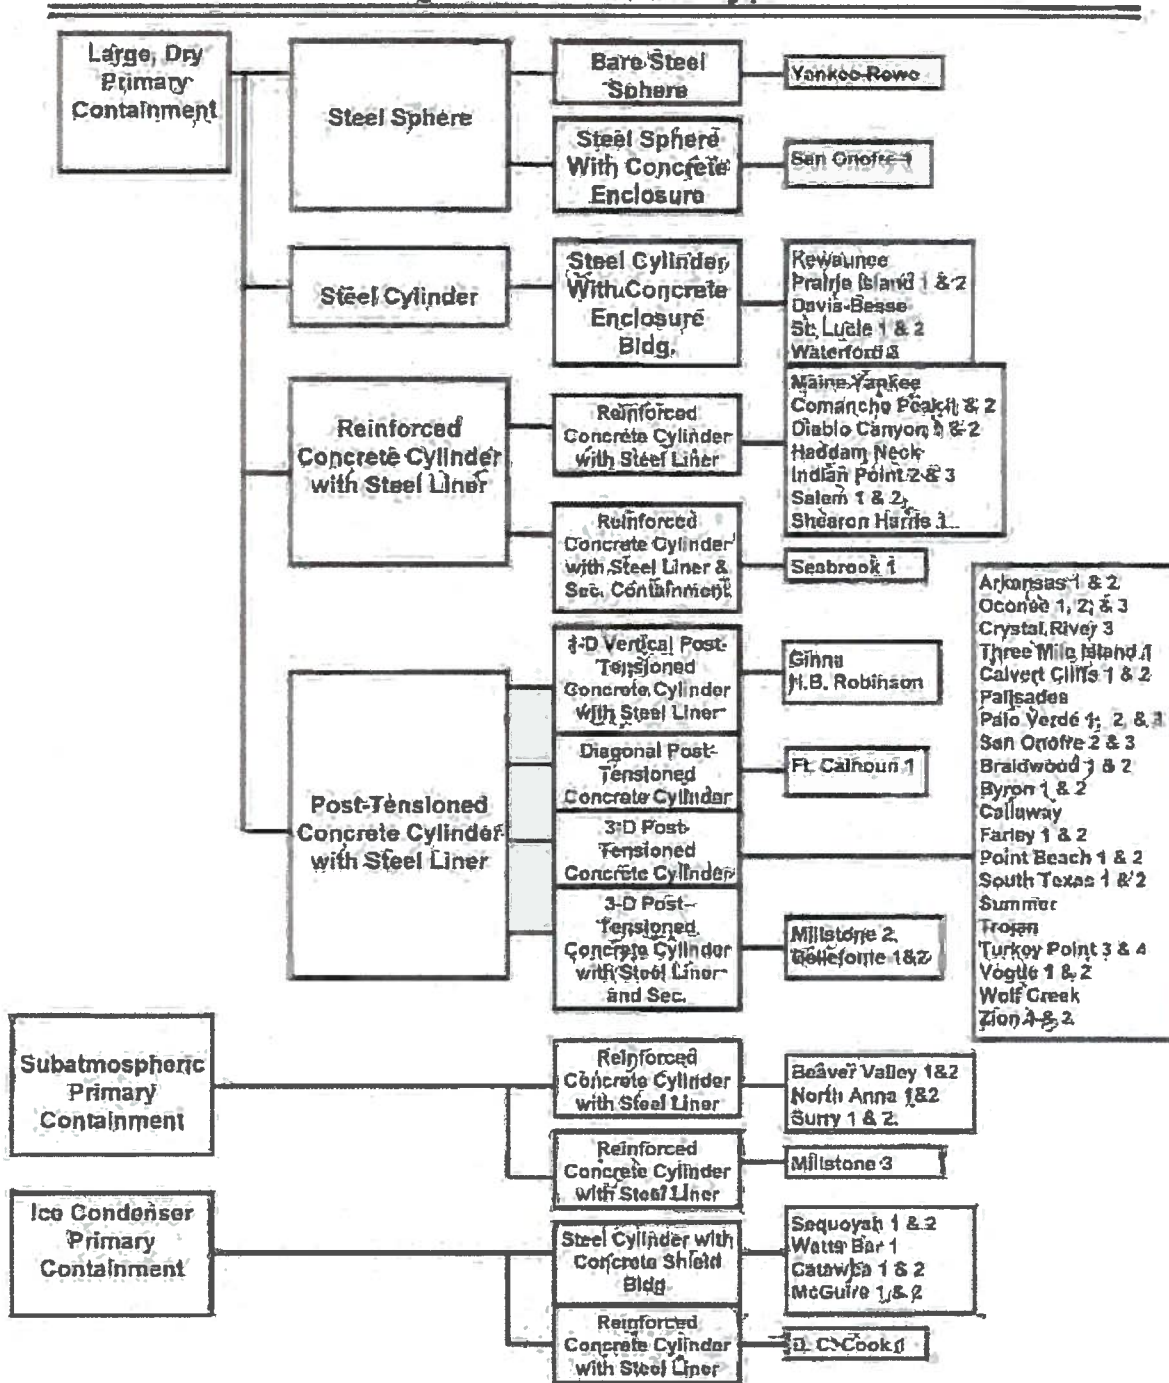 Large, Dry
Primary
Containment
Steel Sphere
Bare Steel
Sphere
Yankee-Rowe
Steel Sphere
With Concrete
Enclosure
San Onofre 1
Steel Cylinder
Steel Cylinder
With Concrete
Enclosure
Bldg.
Kewaunee
Prairie Island 1 & 2
Davis-Besse
St. Lucie 1 & 2
Waterford 3
Reinforced
Concrete Cylinder
with Steel Liner
Reinforced
Concrete Cylinder
with Steel Liner
Maine Yankee
Comanche Peak 1 & 2
Diablo Canyon 1 & 2
Haddam Neck
Indian Point 2 & 3
Salem 1 & 2
Shearon Harris 1
Reinforced
Concrete Cylinder
with Steel Liner &
Sec. Containment
Seabrook 1
Post-Tensioned
Concrete Cylinder
with Steel Liner
Vertical Post-
Tensioned
Concrete Cylinder
with Steel Liner
Ginna
H.B. Robinson
Diagonal Post-
Tensioned
Concrete Cylinder
Ft. Calhoun 1
3-D Post-
Tensioned
Concrete Cylinder
Arkansas 1 & 2
Oconee 1, 2, & 3
Crystal River 3
Three Mile Island 1
Calvert Cliffs 1 & 2
Palisades
Palo Verde 1, 2, & 3
San Onofre 2 & 3
Braidwood 1 & 2
Byron 1 & 2
Callaway
Farley 1 & 2
Point Beach 1 & 2
South Texas 1 & 2
Summer
Trojan
Turkey Point 3 & 4
Vogtle 1 & 2
Wolf Creek
Zion 1 & 2
3-D Post-
Tensioned
Concrete Cylinder
with Steel Liner
and Sec.
Millstone 2
Bellefonte 1&2
Subatmospheric
Primary
Containment
Reinforced
Concrete Cylinder
with Steel Liner
Beaver Valley 1&2
North Anna 1&2
Surry 1 & 2
Reinforced
Concrete Cylinder
with Steel Liner
Millstone 3
Ice Condenser
Primary
Containment
Steel Cylinder with
Concrete Shield
Bldg
Sequoyah 1 & 2
Watts Bar 1
Catawba 1 & 2
McGuire 1 & 2
Reinforced
Concrete Cylinder
with Steel Liner
D. C. Cook